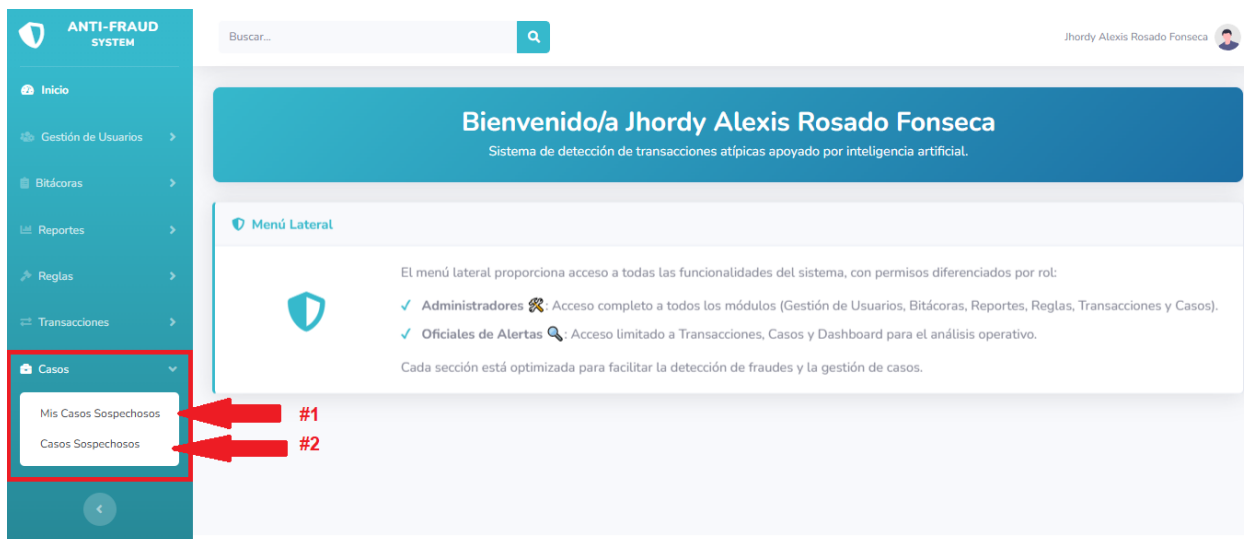 ANTI-FRAUD
SYSTEM
Buscar...
Jhordy Alexis Rosado Fonseca
Inicio
Gestión de Usuarios
Bitácoras
Reportes
Reglas
Transacciones
Casos
Mis Casos Sospechosos
Casos Sospechosos
#1
#2
Bienvenido/a Jhordy Alexis Rosado Fonseca
Sistema de detección de transacciones atípicas apoyado por inteligencia artificial.
Menú Lateral
El menú lateral proporciona acceso a todas las funcionalidades del sistema, con permisos diferenciados por rol:
✓ Administradores 🛠: Acceso completo a todos los módulos (Gestión de Usuarios, Bitácoras, Reportes, Reglas, Transacciones y Casos).
✓ Oficiales de Alertas 🔍: Acceso limitado a Transacciones, Casos y Dashboard para el análisis operativo.
Cada sección está optimizada para facilitar la detección de fraudes y la gestión de casos.